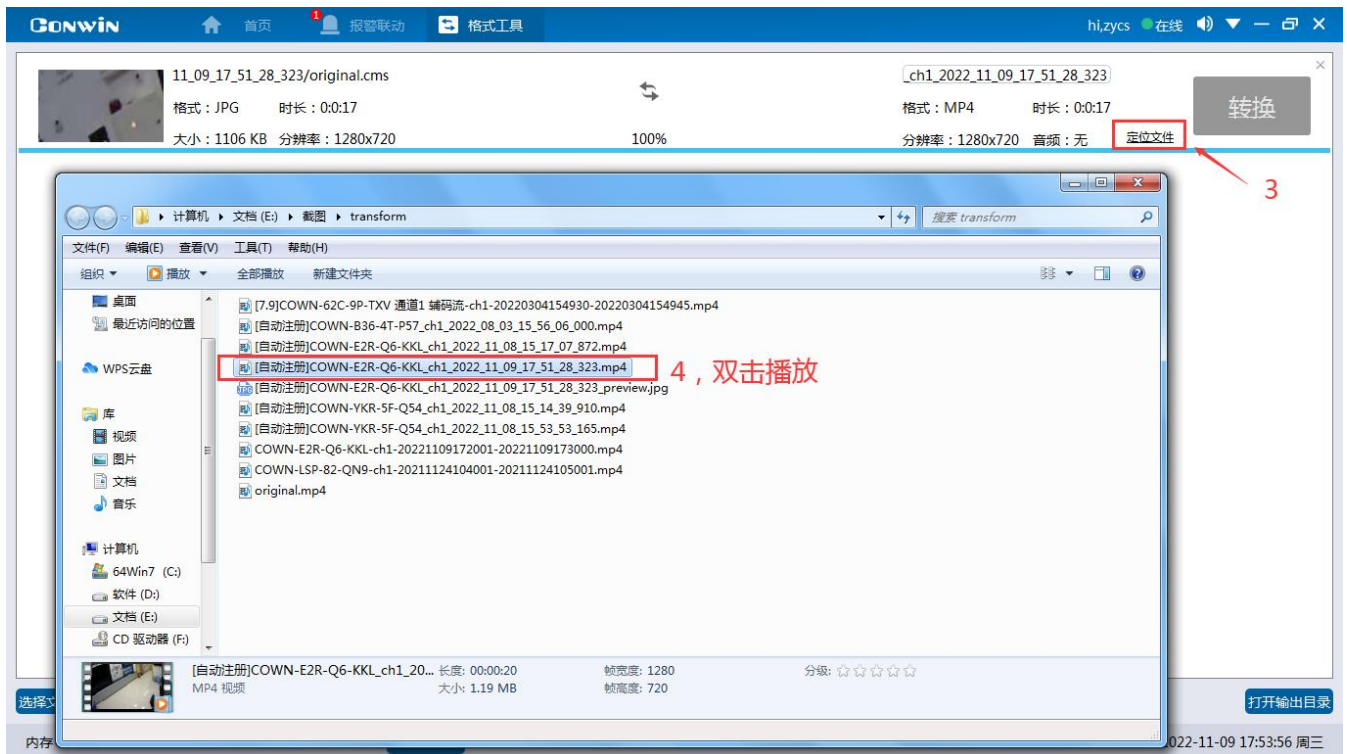 CONWIN 首页 1 报警联动 格式工具 hi,zycs 在线
11_09_17_51_28_323/original.cms _ch1_2022_11_09_17_51_28_323
格式：JPG 时长：0:0:17 格式：MP4 时长：0:0:17 转换
大小：1106 KB 分辨率：1280x720 100% 分辨率：1280x720 音频：无 定位文件
3
计算机 文档 (E:) 截图 transform 搜索 transform
文件(F) 编辑(E) 查看(V) 工具(T) 帮助(H)
组织 播放 全部播放 新建文件夹
桌面
最近访问的位置
WPS云盘
库
视频
图片
文档
音乐
计算机
64Win7 (C:)
软件 (D:)
文档 (E:)
CD 驱动器 (F:)
[7.9]COWN-62C-9P-TXV 通道1 辅码流-ch1-20220304154930-20220304154945.mp4
[自动注册]COWN-B36-4T-P57_ch1_2022_08_03_15_56_06_000.mp4
[自动注册]COWN-E2R-Q6-KKL_ch1_2022_11_08_15_17_07_872.mp4
[自动注册]COWN-E2R-Q6-KKL_ch1_2022_11_09_17_51_28_323.mp4
4，双击播放
[自动注册]COWN-E2R-Q6-KKL_ch1_2022_11_09_17_51_28_323_preview.jpg
[自动注册]COWN-YKR-5F-Q54_ch1_2022_11_08_15_14_39_910.mp4
[自动注册]COWN-YKR-5F-Q54_ch1_2022_11_08_15_53_53_165.mp4
COWN-E2R-Q6-KKL-ch1-20221109172001-20221109173000.mp4
COWN-LSP-82-QN9-ch1-20211124104001-20211124105001.mp4
original.mp4
[自动注册]COWN-E2R-Q6-KKL_ch1_20... 长度: 00:00:20 帧宽度: 1280 分级:
MP4 视频 大小: 1.19 MB 帧高度: 720
选择 打开输出目录
内存 022-11-09 17:53:56 周三